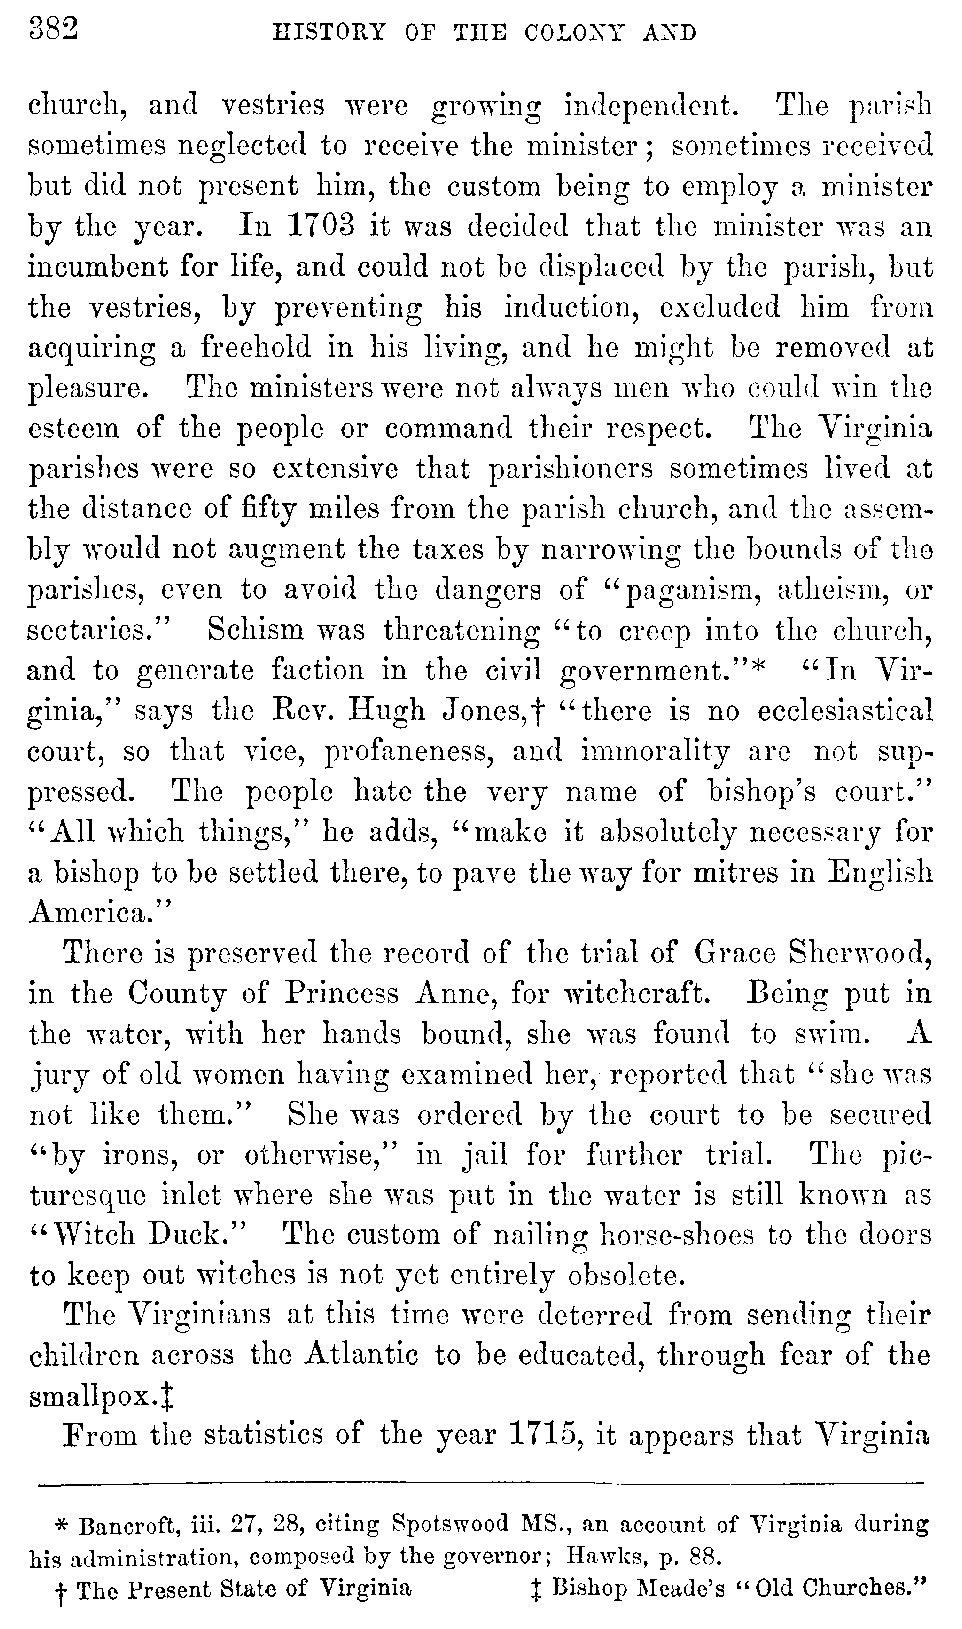 382 HISTORY OF THE COLONY AND
church, and vestries were growing independent. The parish
sometimes neglected to receive the minister; sometimes received
but did not present him, the custom being to employ a minister
by the year. In 1703 it was decided that the minister was an
incumbent for life, and could not be displaced by the parish, but
the vestries, by preventing his induction, excluded him from
acquiring a freehold in his living, and he might be removed at
pleasure. The ministers were not always men who could win the
esteem of the people or command their respect. The Virginia
parishes were so extensive that parishioners sometimes lived at
the distance of fifty miles from the parish church, and the assem-
bly would not augment the taxes by narrowing the bounds of the
parishes, even to avoid the dangers of "paganism, atheism, or
sectaries." Schism was threatening "to creep into the church,
and to generate faction in the civil government."* "In Vir-
ginia," says the Rev. Hugh Jones,† "there is no ecclesiastical
court, so that vice, profaneness, and immorality are not sup-
pressed. The people hate the very name of bishop's court."
"All which things," he adds, "make it absolutely necessary for
a bishop to be settled there, to pave the way for mitres in English
America."
There is preserved the record of the trial of Grace Sherwood,
in the County of Princess Anne, for witchcraft. Being put in
the water, with her hands bound, she was found to swim. A
jury of old women having examined her, reported that "she was
not like them." She was ordered by the court to be secured
"by irons, or otherwise," in jail for further trial. The pic-
turesque inlet where she was put in the water is still known as
"Witch Duck." The custom of nailing horse-shoes to the doors
to keep out witches is not yet entirely obsolete.
The Virginians at this time were deterred from sending their
children across the Atlantic to be educated, through fear of the
smallpox.‡
From the statistics of the year 1715, it appears that Virginia
* Bancroft, iii. 27, 28, citing Spotswood MS., an account of Virginia during
his administration, composed by the governor; Hawks, p. 88.
† The Present State of Virginia ‡ Bishop Meade's "Old Churches."